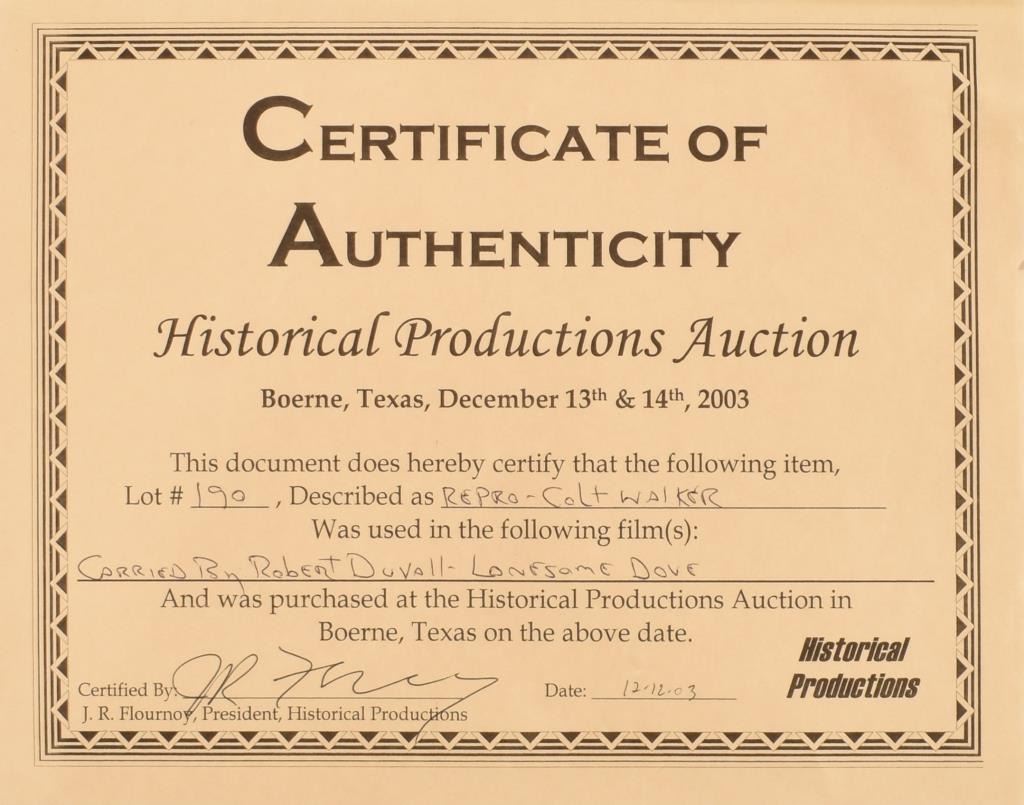 CERTIFICATE OF
AUTHENTICITY
Historical Productions Auction
Boerne, Texas, December 13th & 14th, 2003
This document does hereby certify that the following item,
Lot # 190, Described as REPRO-Colt WALKER
Was used in the following film(s):
CARRIED By Robert Duvall- LONESOME DOVE
And was purchased at the Historical Productions Auction in
Boerne, Texas on the above date.
Historical
Productions
Certified By: JR Flournoy Date: 12.12.03
J. R. Flournoy, President, Historical Productions